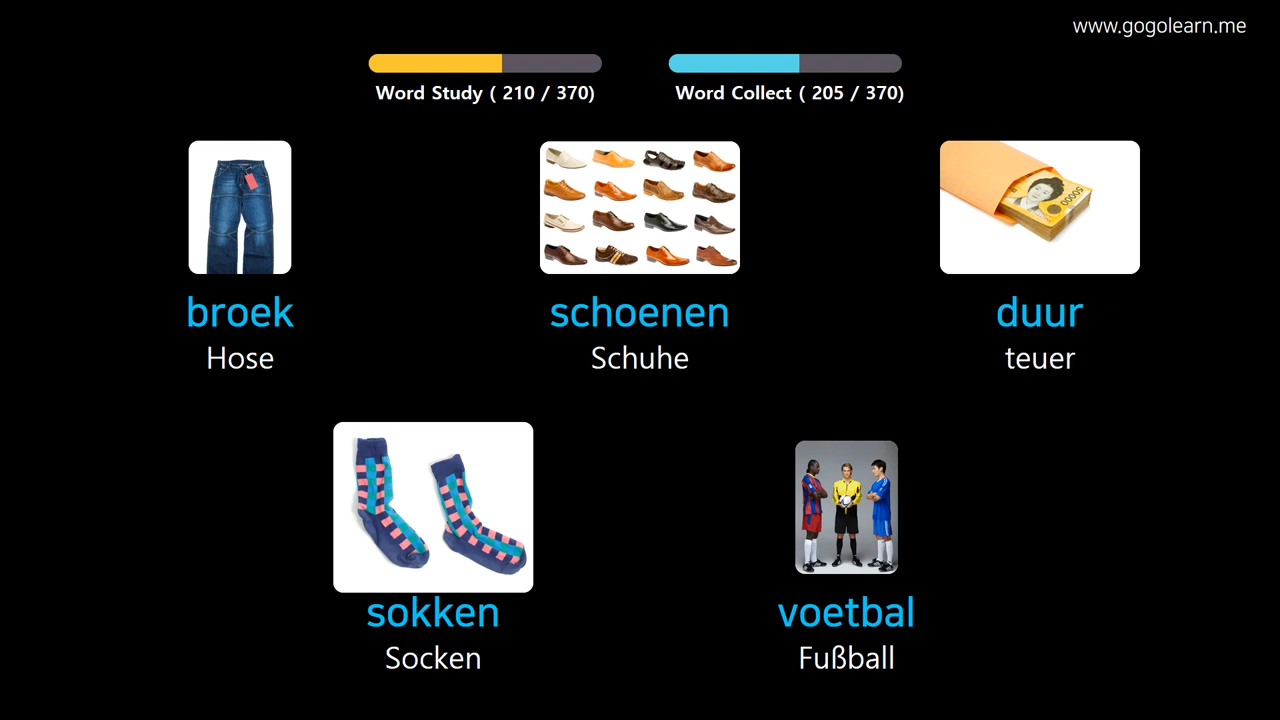 www.gogolearn.me
Word Study ( 210 / 370)
Word Collect ( 205 / 370)
50000
broek
schoenen
duur
Hose
Schuhe
teuer
sokken
voetbal
Socken
Fußball